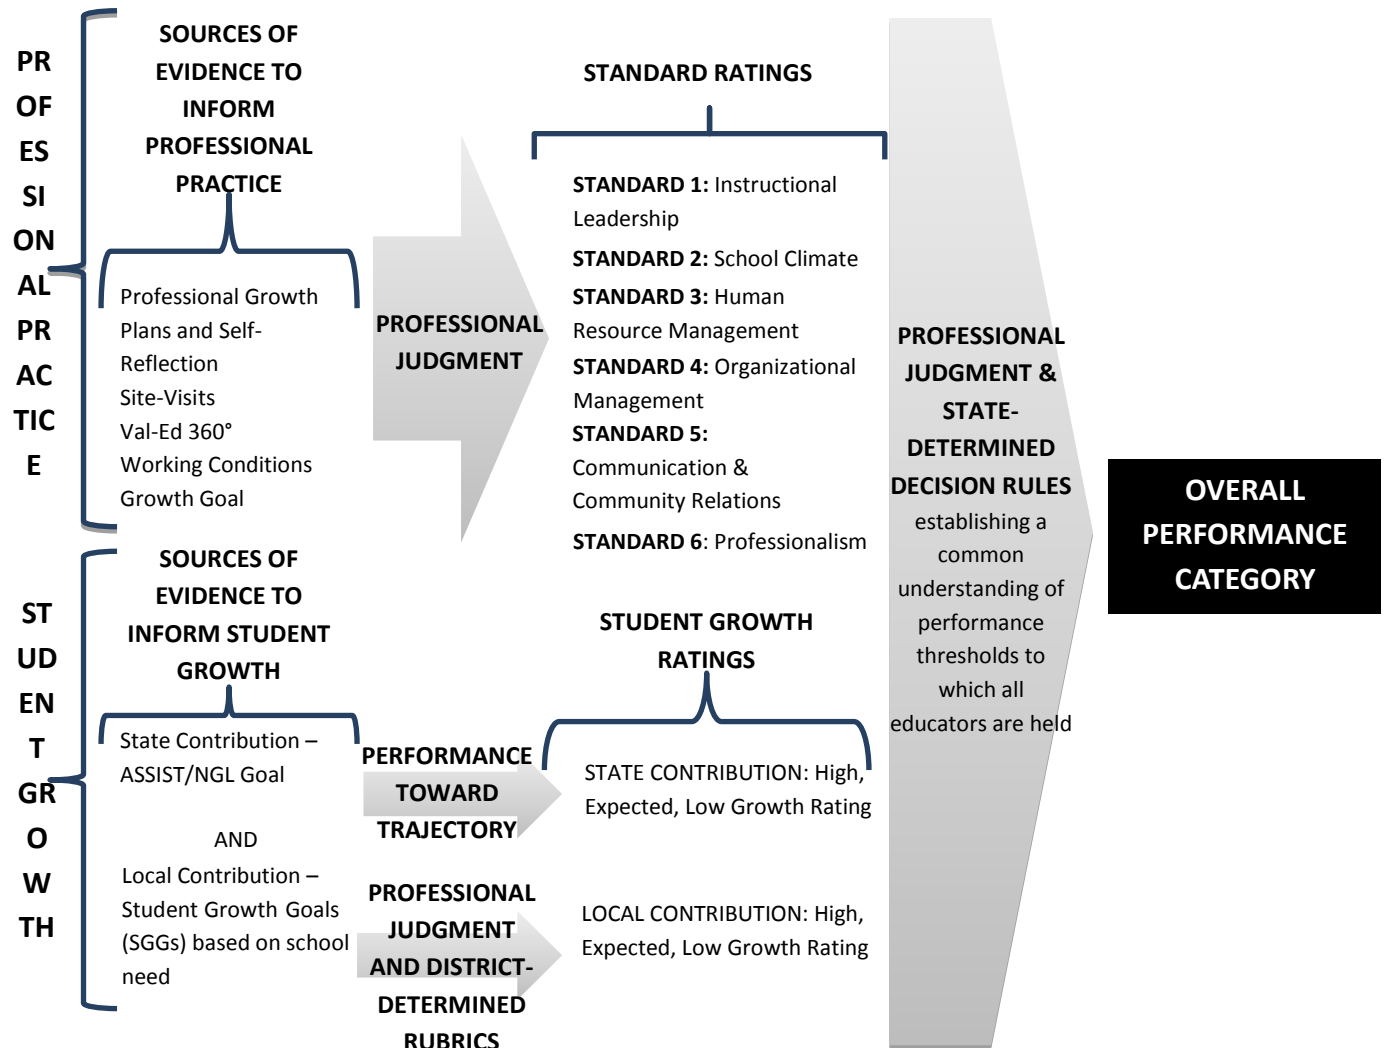 PR
OF
ES
SI
ON
AL
PR
AC
TIC
E
SOURCES OF
EVIDENCE TO
INFORM
PROFESSIONAL
PRACTICE
Professional Growth
Plans and Self-
Reflection
Site-Visits
Val-Ed 360°
Working Conditions
Growth Goal
PROFESSIONAL
JUDGMENT
STANDARD RATINGS
STANDARD 1: Instructional
Leadership
STANDARD 2: School Climate
STANDARD 3: Human
Resource Management
STANDARD 4: Organizational
Management
STANDARD 5:
Communication &
Community Relations
STANDARD 6: Professionalism
ST
UD
EN
T
GR
O
W
TH
SOURCES OF
EVIDENCE TO
INFORM STUDENT
GROWTH
State Contribution –
ASSIST/NGL Goal
AND
Local Contribution –
Student Growth Goals
(SGGs) based on school
need
PERFORMANCE
TOWARD
TRAJECTORY
PROFESSIONAL
JUDGMENT
AND DISTRICT-
DETERMINED
RUBRICS
STUDENT GROWTH
RATINGS
STATE CONTRIBUTION: High,
Expected, Low Growth Rating
LOCAL CONTRIBUTION: High,
Expected, Low Growth Rating
PROFESSIONAL
JUDGMENT &
STATE-
DETERMINED
DECISION RULES
establishing a
common
understanding of
performance
thresholds to
which all
educators are held
OVERALL
PERFORMANCE
CATEGORY